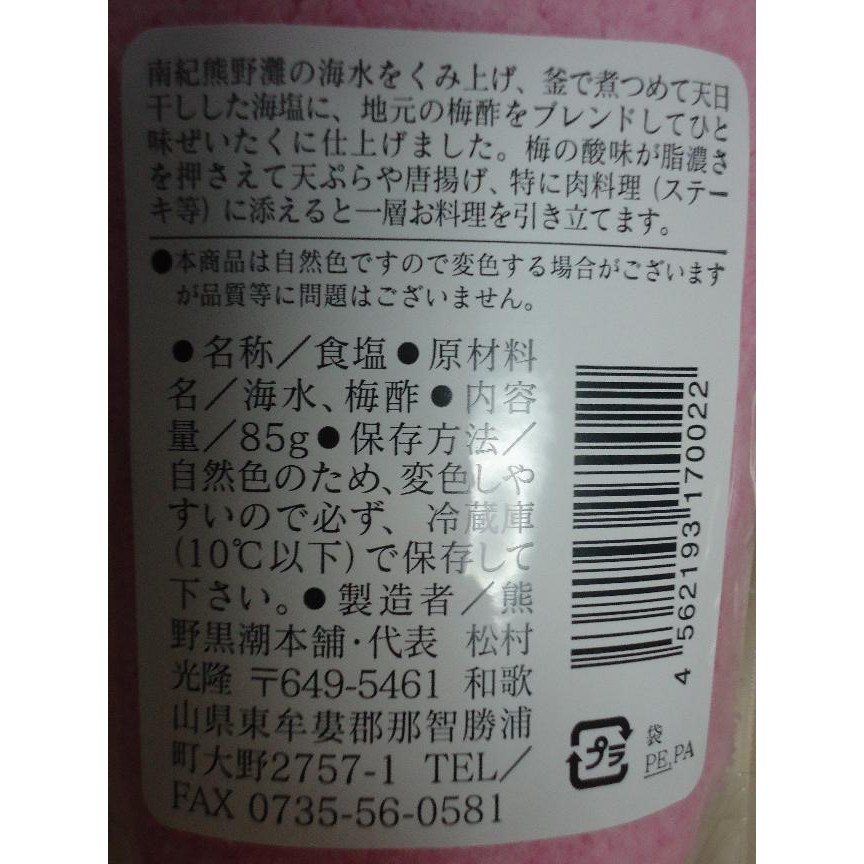 南紀熊野灘の海水をくみ上げ、釜で煮つめて天日
干しした海塩に、地元の梅酢をブレンドしてひと
味ぜいたくに仕上げました。梅の酸味が脂濃さ
を押さえて天ぷらや唐揚げ、特に肉料理(ステー
キ等)に添えると一層お料理を引き立てます。
●本商品は自然色ですので変色する場合がございます
が品質等に問題はございません。
●名称/食塩●原材料
名/海水、梅酢●内容
量/85g●保存方法/
自然色のため、変色しや
すいので必ず、冷蔵庫
(10℃以下)で保存して
下さい。●製造者/熊
野黒潮本舗・代表 松村
光隆 〒649-5461 和歌
山県東牟婁郡那智勝浦
町大野2757-1 TEL/
FAX 0735-56-0581
4562193170022
プラ
袋
PE,PA